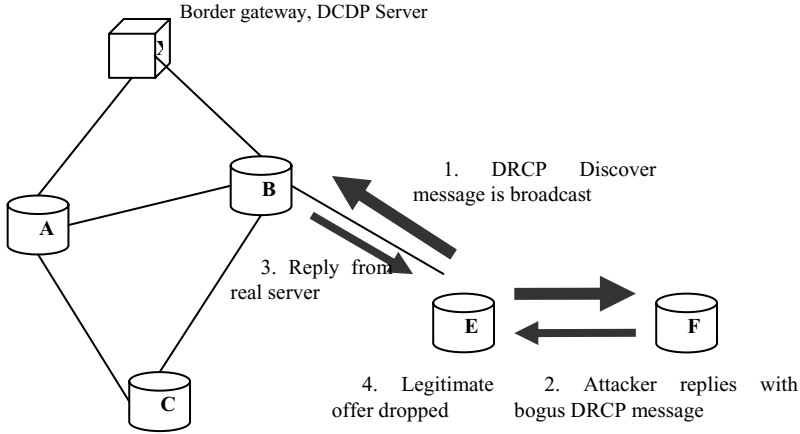 Border gateway, DCDP Server
1. DRCP Discover
message is broadcast
B
A
3. Reply from
real server
E
F
4. Legitimate
offer dropped
2. Attacker replies with
bogus DRCP message
C